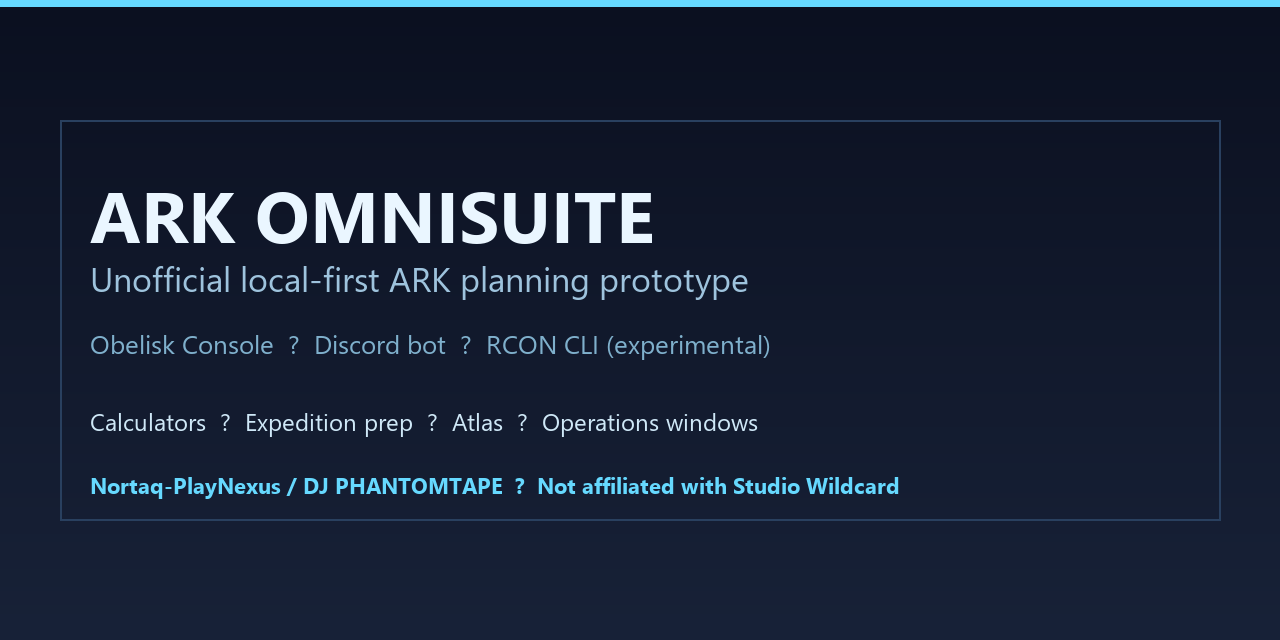 ARK OMNISUITE
Unofficial local-first ARK planning prototype
Obelisk Console ? Discord bot ? RCON CLI (experimental)
Calculators ? Expedition prep ? Atlas ? Operations windows
Nortaq-PlayNexus / DJ PHANTOMTAPE ? Not affiliated with Studio Wildcard